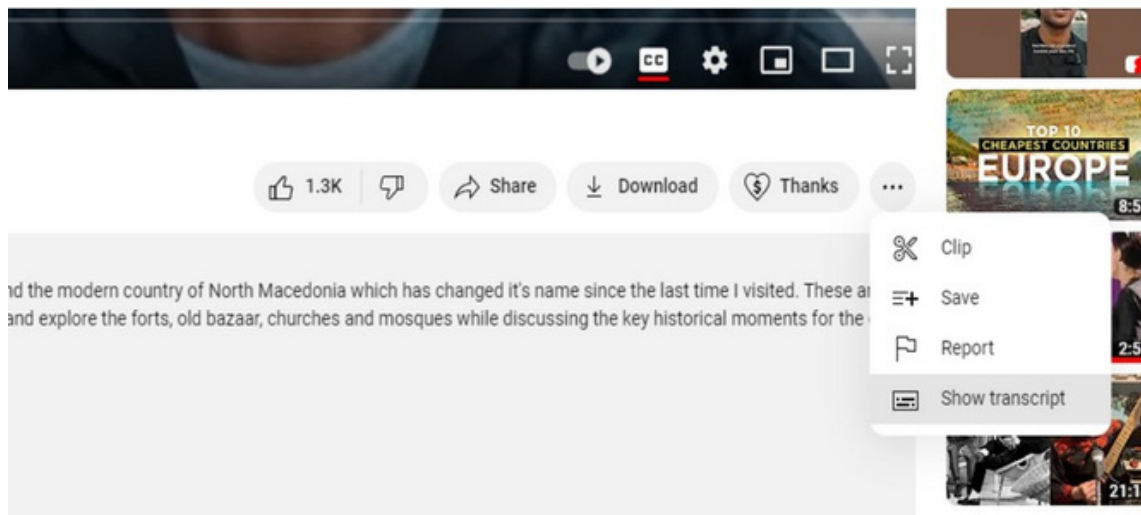 CC
TOP 10
CHEAPEST COUNTRIES
EUROPE
1.3K
Share
Download
Thanks
...
8:5
Clip
Save
Report
Show transcript
nd the modern country of North Macedonia which has changed it's name since the last time I visited. These a
and explore the forts, old bazaar, churches and mosques while discussing the key historical moments for the
2:5
21:1